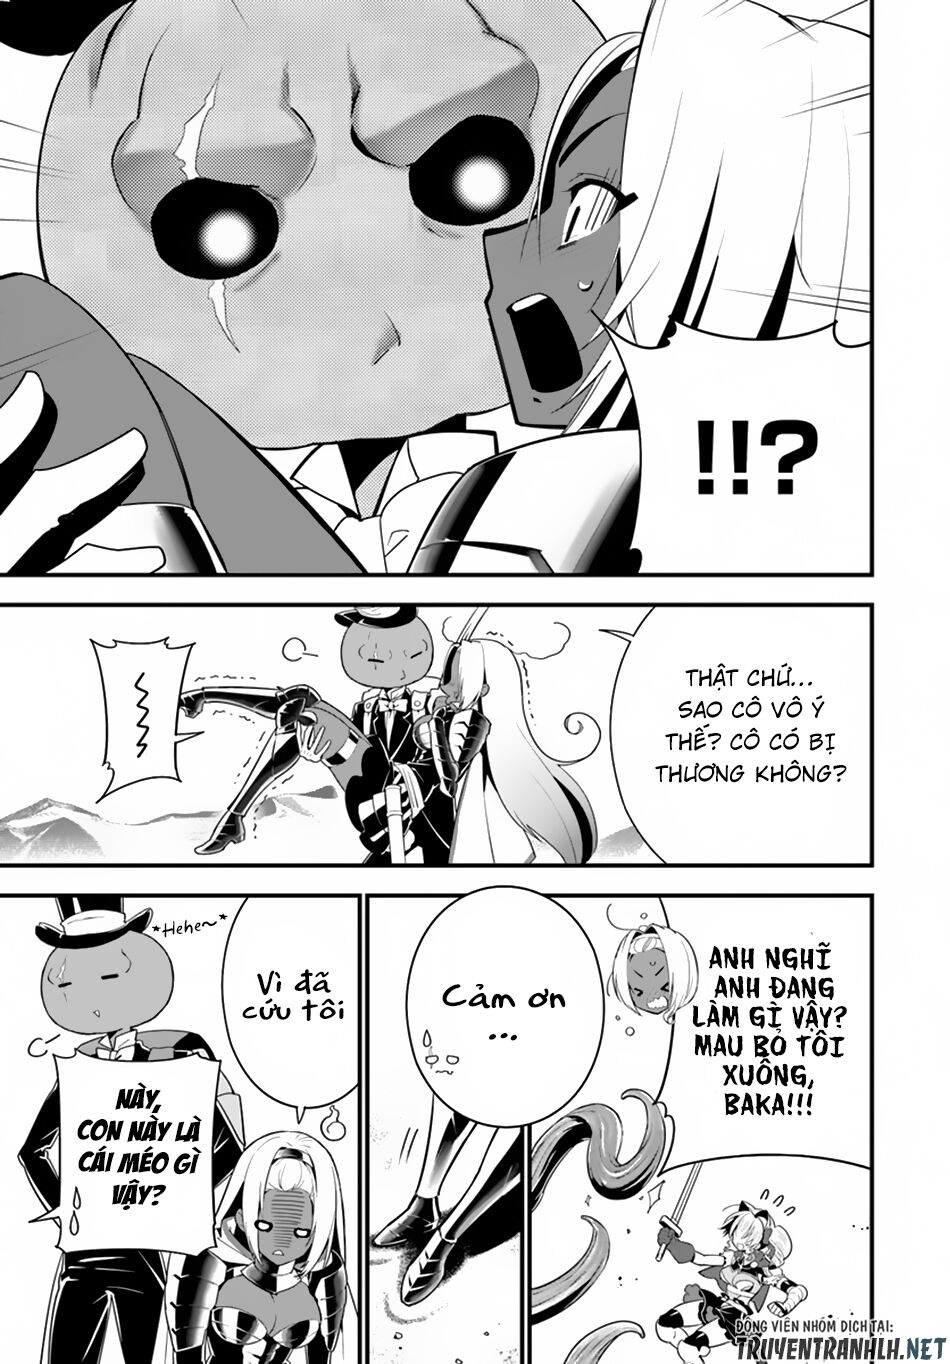 !!?
THẬT CHỨ...
SAO CÔ VÔ Ý
THẾ? CÔ CÓ BỊ
THƯƠNG KHÔNG?
ANH NGHĨ
ANH ĐANG
LÀM GÌ VẬY?
MAU BỎ TÔI
XUÔNG,
BAKA!!!
Cảm ơn
...
Vì đã
cứu tôi
*Hehe~*
NÀY,
CON NÀY LÀ
CÁI MÉO GÌ
VẬY?
ĐỘNG VIÊN NHÓM DỊCH TẠI:
TRUYENTRANHLH.NET